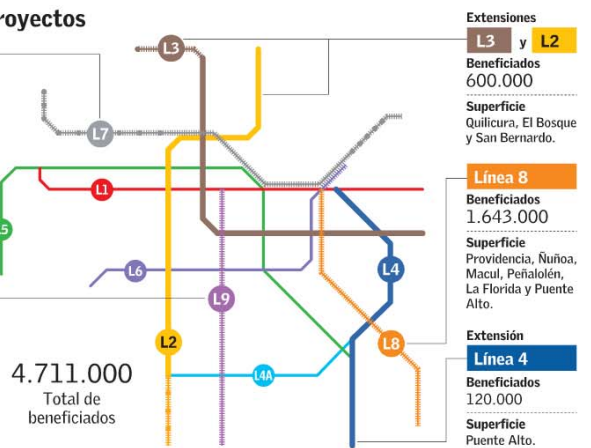 royectos
L3
L7
L1
L5
L6
L4
L9
L2
L8
L4A
4.711.000
Total de
beneficiados
Extensiones
L3 y L2
Beneficiados
600.000
Superficie
Quilicura, El Bosque
y San Bernardo.
Línea 8
Beneficiados
1.643.000
Superficie
Providencia, Ñuñoa,
Macul, Peñalolén,
La Florida y Puente
Alto.
Extensión
Línea 4
Beneficiados
120.000
Superficie
Puente Alto.